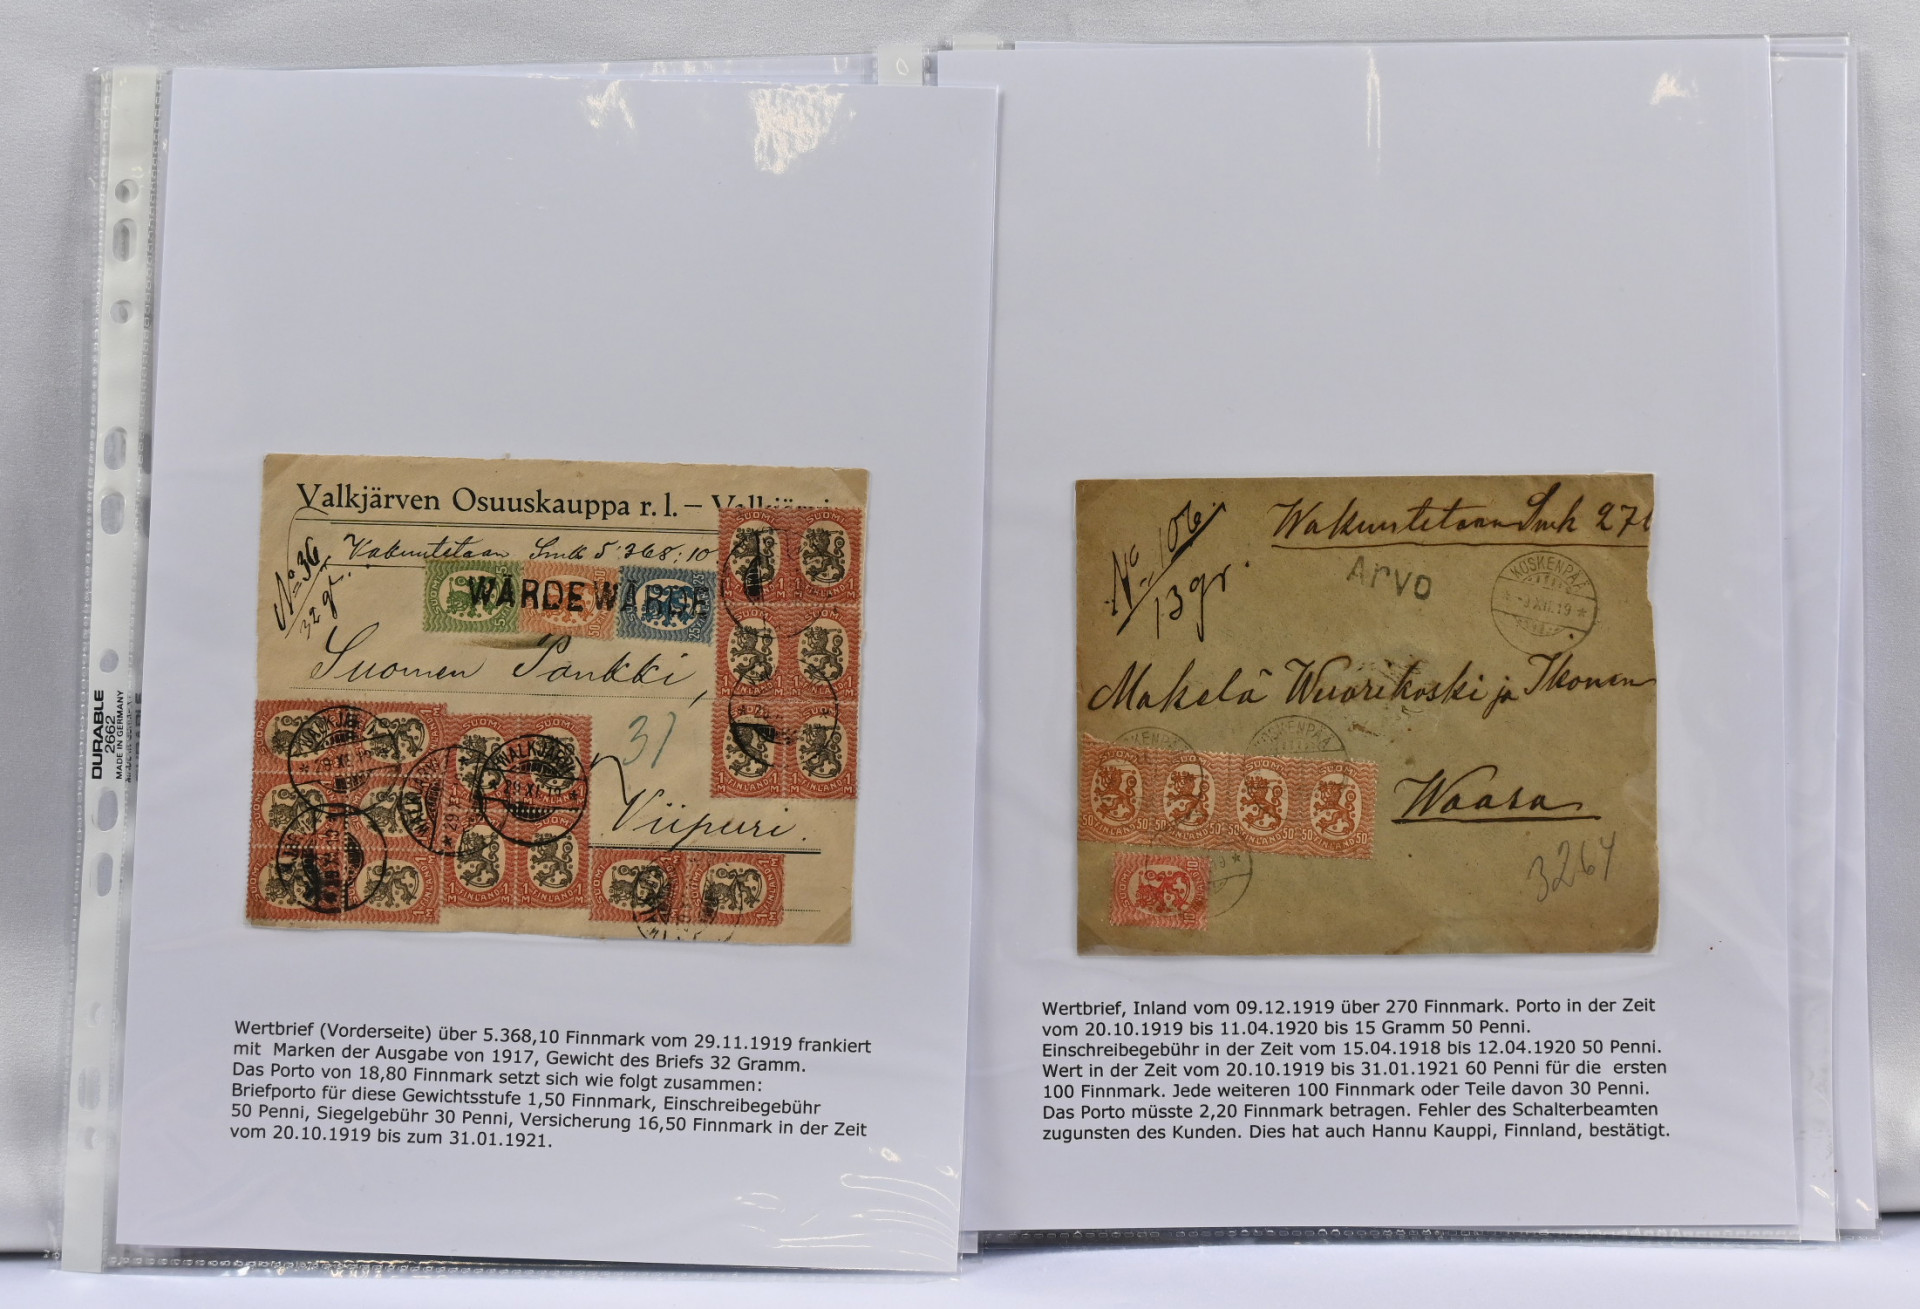 Valkjärven Osuuskauppa r. l. –
No 36
32 gr.
Vakuutetaan Smk 5:368:10
WARDE WARDE
Suomen Pankki,
31
Viipuri.
Wertbrief (Vorderseite) über 5.368,10 Finnmark vom 29.11.1919 frankiert
mit Marken der Ausgabe von 1917, Gewicht des Briefs 32 Gramm.
Das Porto von 18,80 Finnmark setzt sich wie folgt zusammen:
Briefporto für diese Gewichtsstufe 1,50 Finnmark, Einschreibegebühr
50 Penni, Siegelgebühr 30 Penni, Versicherung 16,50 Finnmark in der Zeit
vom 20.10.1919 bis zum 31.01.1921.
DURABLE
2662
MADE IN GERMANY
No 106
13 gr.
Wakuutetaan Smk 27
Arvo
KOSKENPÄÄ
Makelä Wuorikoski ja Ikonen
Waasa
3264
SUOMI
FINLAND
Wertbrief, Inland vom 09.12.1919 über 270 Finnmark. Porto in der Zeit
vom 20.10.1919 bis 11.04.1920 bis 15 Gramm 50 Penni.
Einschreibegebühr in der Zeit vom 15.04.1918 bis 12.04.1920 50 Penni.
Wert in der Zeit vom 20.10.1919 bis 31.01.1921 60 Penni für die ersten
100 Finnmark. Jede weiteren 100 Finnmark oder Teile davon 30 Penni.
Das Porto müsste 2,20 Finnmark betragen. Fehler des Schalterbeamten
zugunsten des Kunden. Dies hat auch Hannu Kauppi, Finnland, bestätigt.